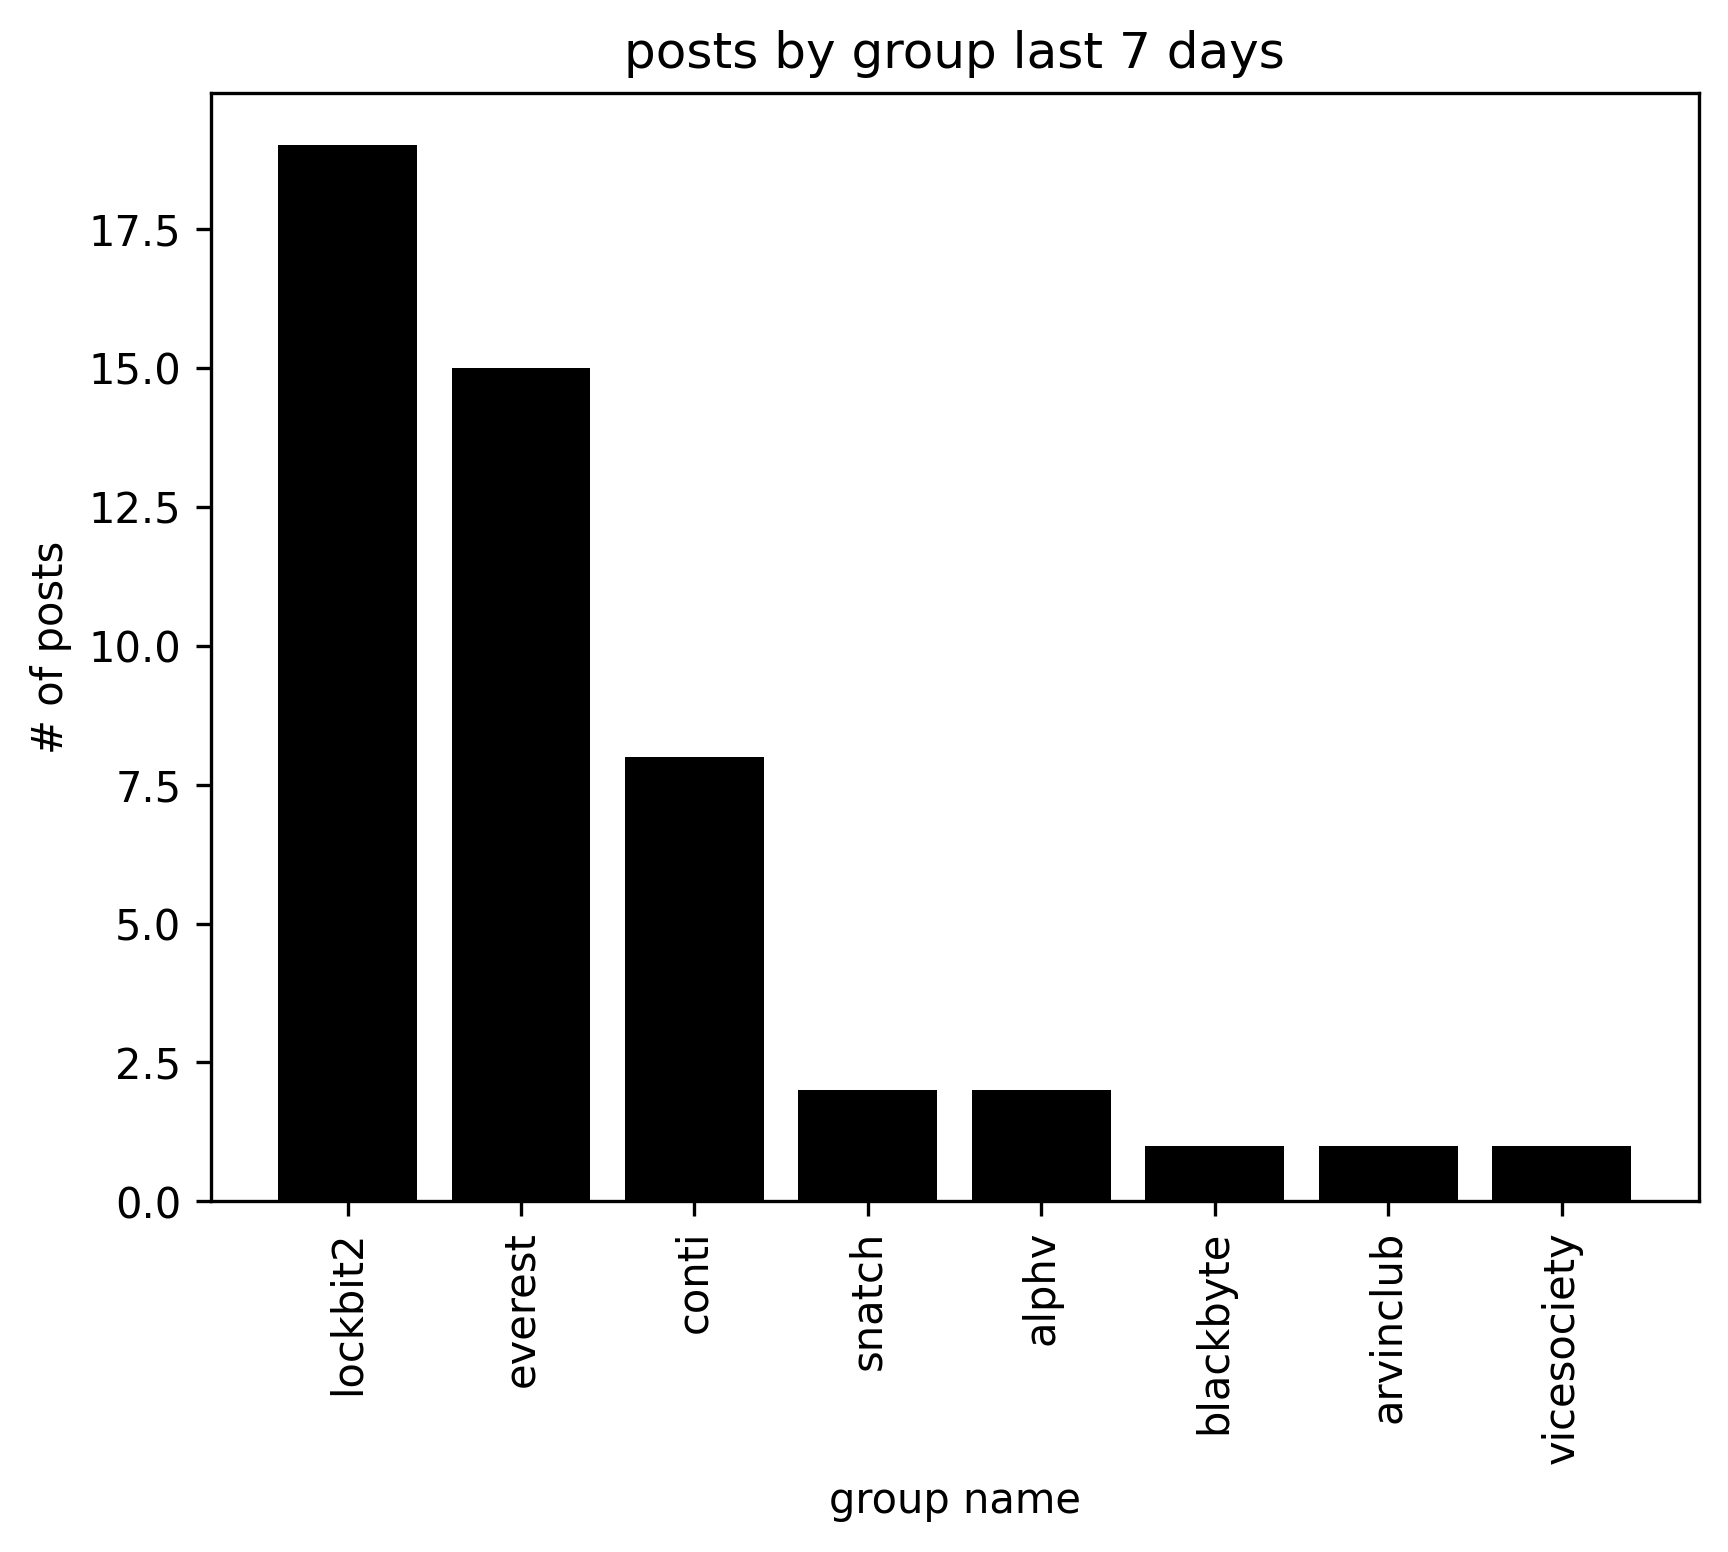 posts by group last 7 days
# of posts
17.5
15.0
12.5
10.0
7.5
5.0
2.5
0.0
lockbit2
everest
conti
snatch
alphv
blackbyte
arvinclub
vicesociety
group name